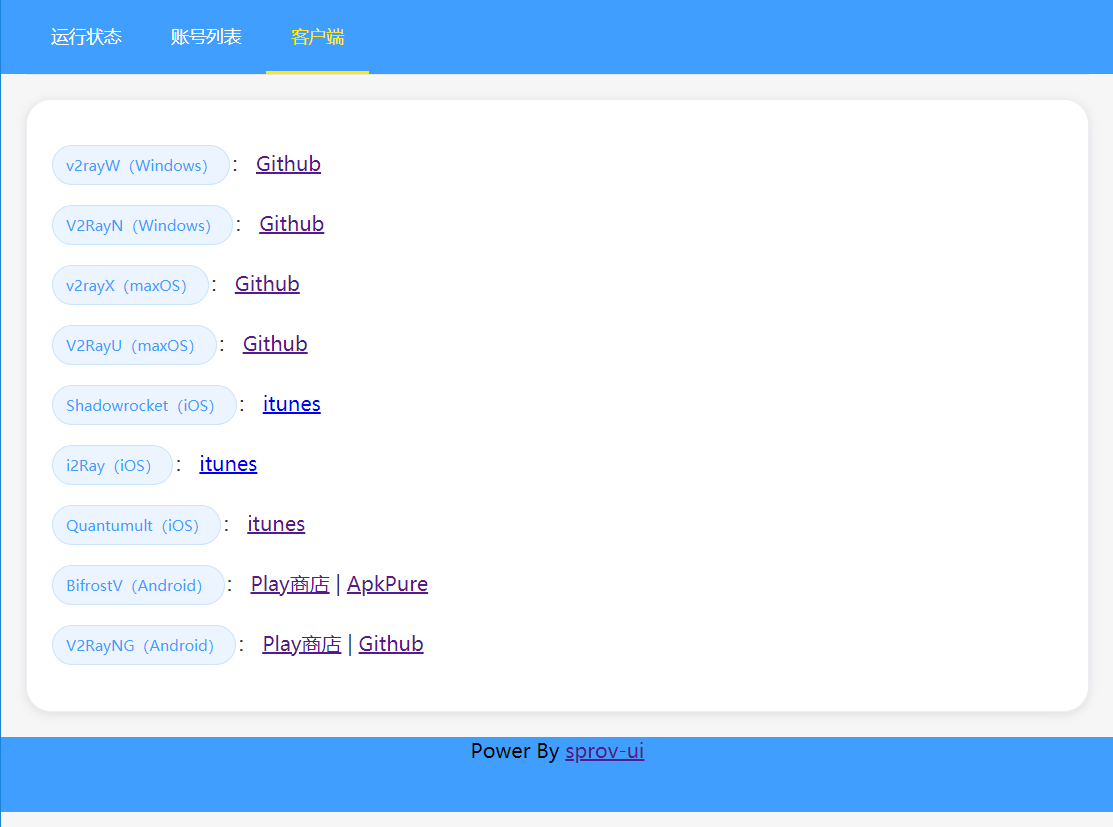 运行状态 账号列表 客户端
v2rayW（Windows）： Github
V2RayN（Windows）： Github
v2rayX（maxOS）： Github
V2RayU（maxOS）： Github
Shadowrocket（iOS）： itunes
i2Ray（iOS）： itunes
Quantumult（iOS）： itunes
BifrostV（Android）： Play商店 | ApkPure
V2RayNG（Android）： Play商店 | Github
Power By sprov-ui